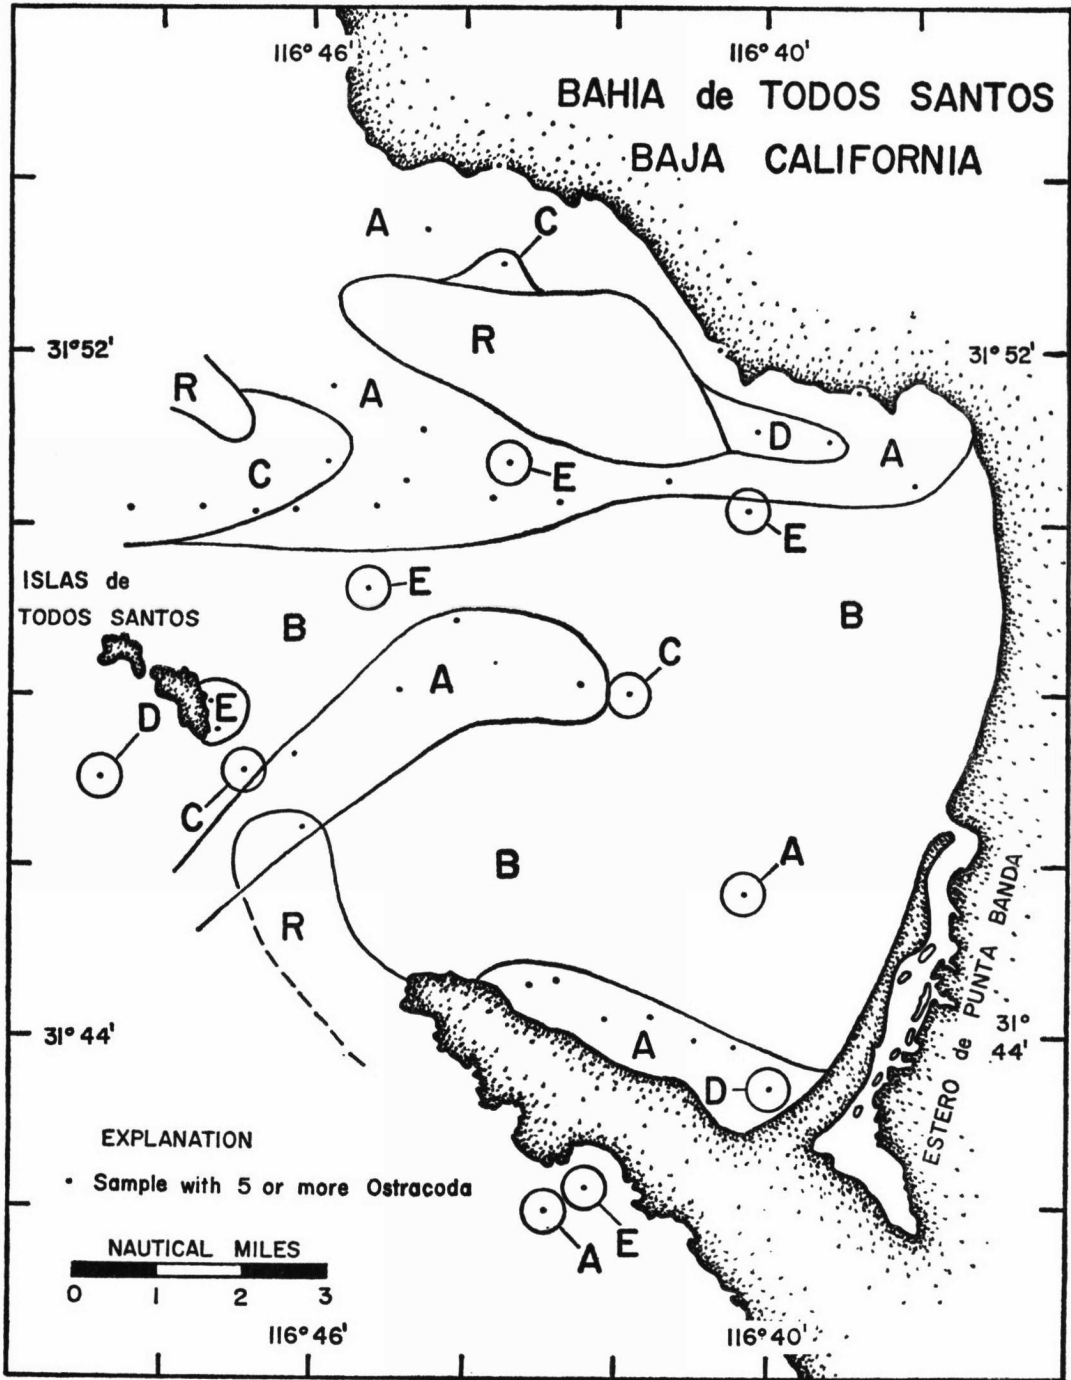 116° 46'
116° 40'
BAHIA de TODOS SANTOS
BAJA CALIFORNIA
A
C
R
31° 52'
31° 52'
R
A
D
A
C
E
E
E
ISLAS de
TODOS SANTOS
B
B
C
A
E
D
C
B
A
R
31° 44'
31°
44'
A
D
ESTERO de PUNTA BANDA
EXPLANATION
• Sample with 5 or more Ostracoda
E
A
NAUTICAL MILES
0 1 2 3
116° 46'
116° 40'